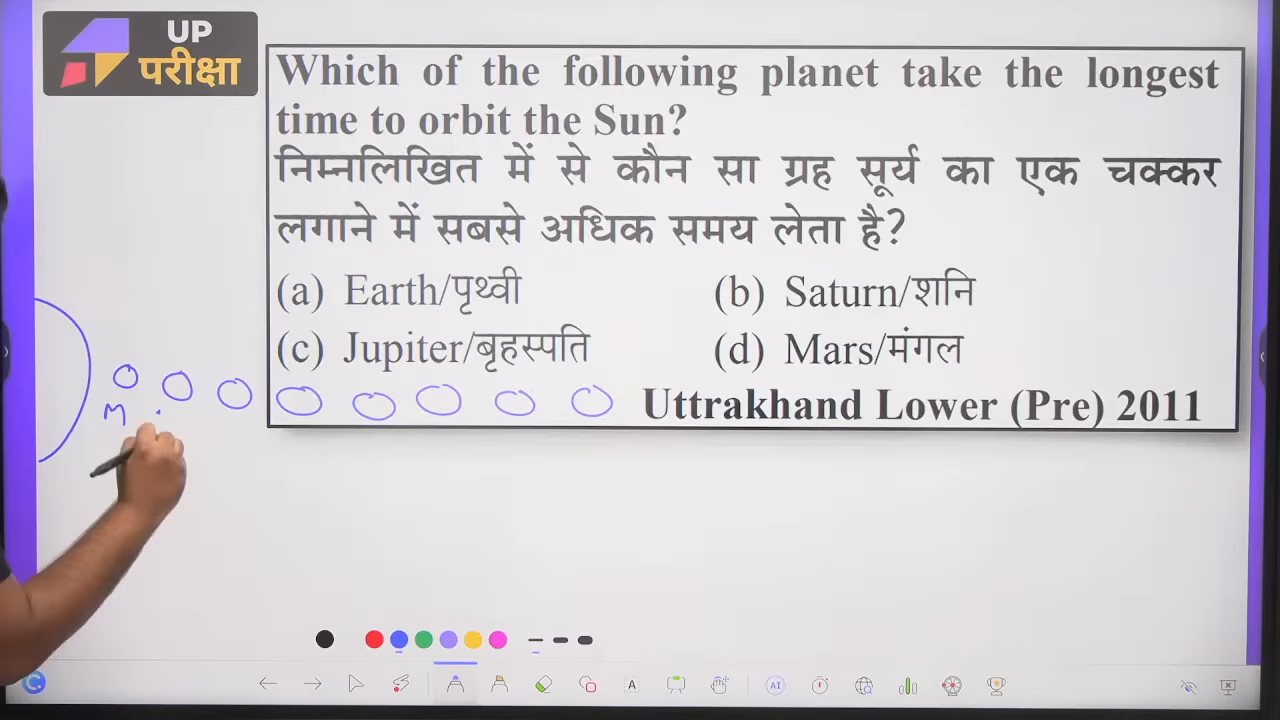 UP
परीक्षा
Which of the following planet take the longest
time to orbit the Sun?
निम्नलिखित में से कौन सा ग्रह सूर्य का एक चक्कर
लगाने में सबसे अधिक समय लेता है?
(a) Earth/पृथ्वी (b) Saturn/शनि
(c) Jupiter/बृहस्पति (d) Mars/मंगल
Uttrakhand Lower (Pre) 2011
M
A
AI